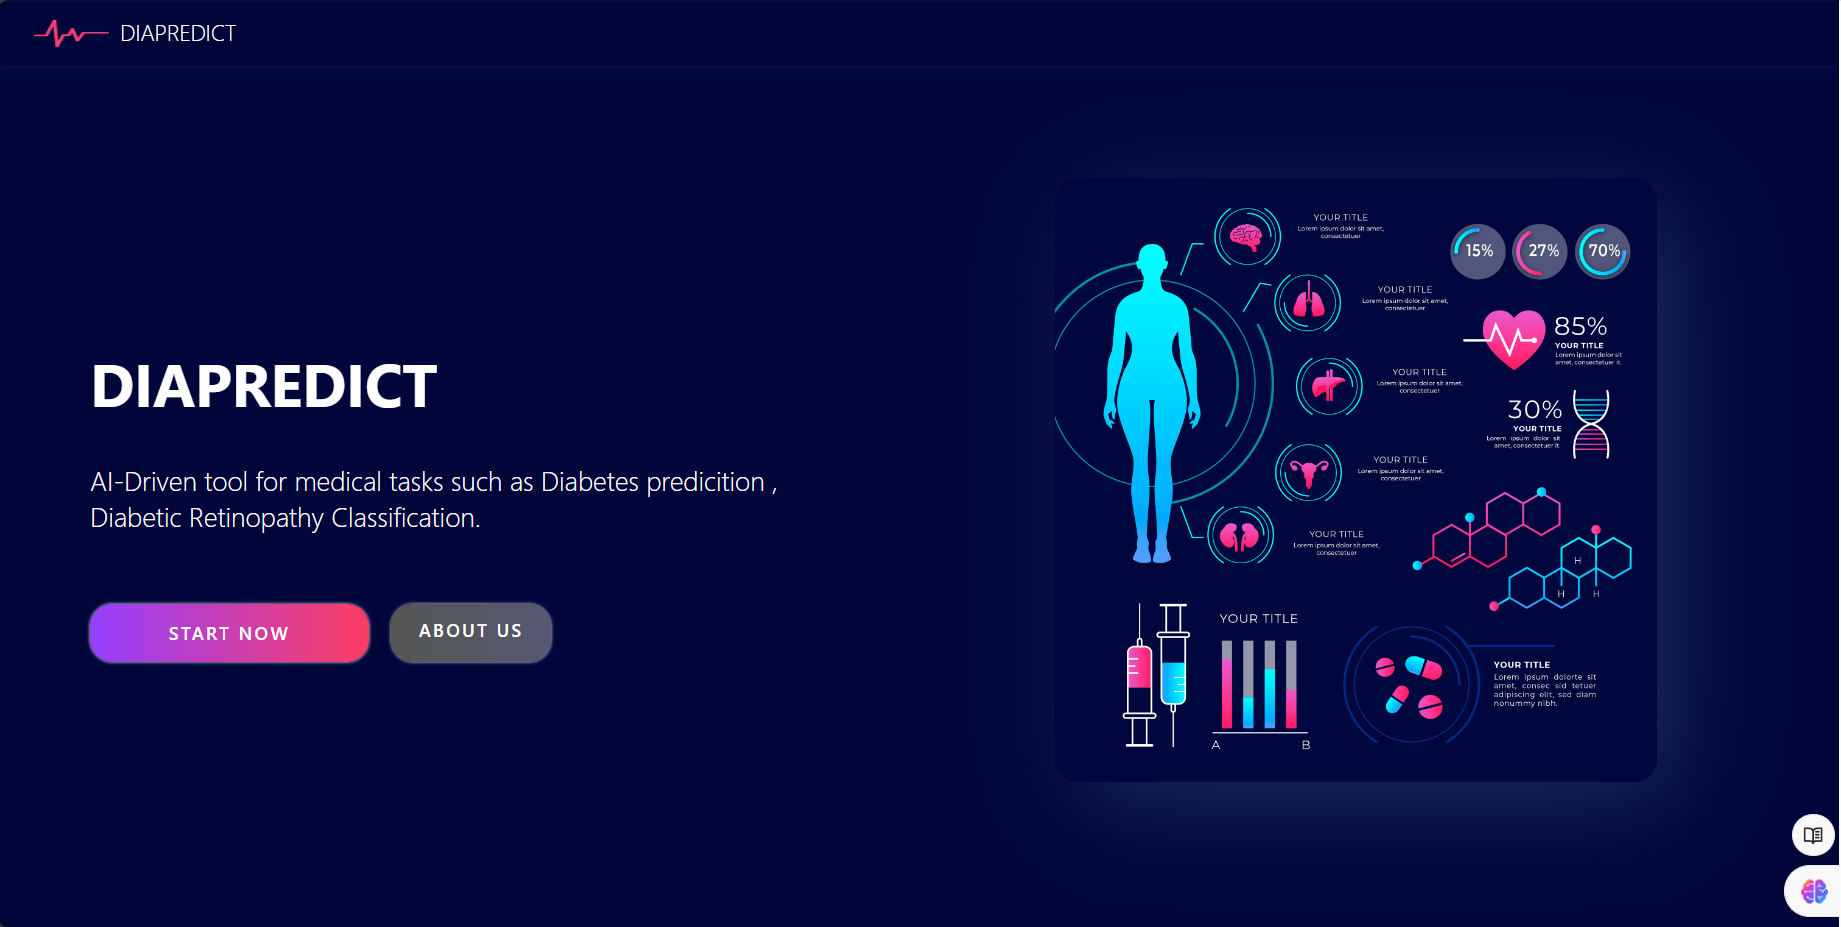 DIAPREDICT
DIAPREDICT
AI-Driven tool for medical tasks such as Diabetes predicition ,
Diabetic Retinopathy Classification.
START NOW
ABOUT US
YOUR TITLE
Lorem ipsum dolor sit amet,
consectetuer
15%
27%
70%
YOUR TITLE
Lorem ipsum dolor sit amet,
consectetuer
85%
YOUR TITLE
Lorem ipsum dolor sit
amet, consectetuer it.
YOUR TITLE
Lorem ipsum dolor sit amet,
consectetuer
30%
YOUR TITLE
Lorem ipsum dolor sit
amet, consectetuer it.
YOUR TITLE
Lorem ipsum dolor sit amet,
consectetuer
YOUR TITLE
Lorem ipsum dolor sit amet,
consectetuer
H
H
H
YOUR TITLE
A
B
YOUR TITLE
Lorem ipsum dolorte sit
amet, consec sid tetuer
adipiscing elit, sed diam
nonummy nibh.